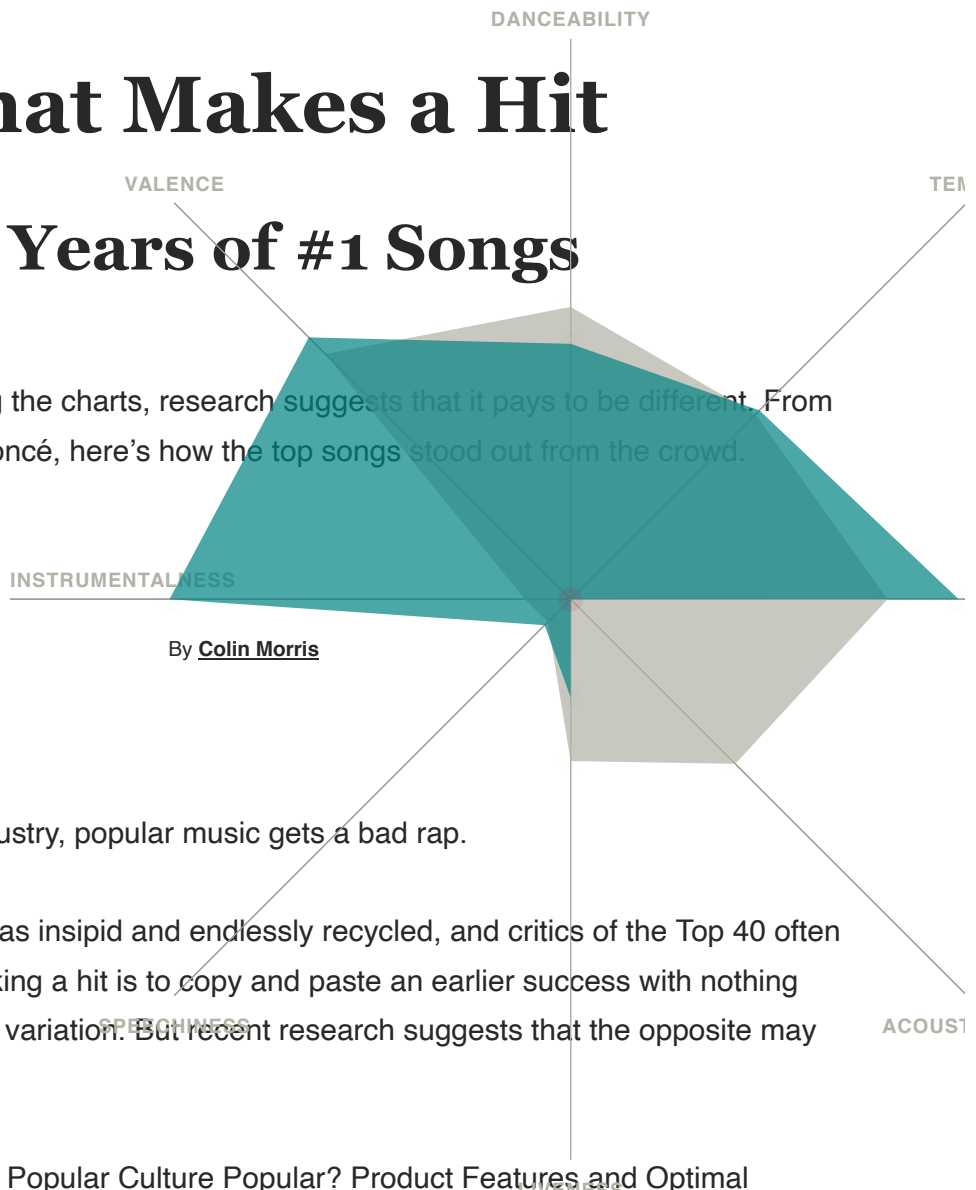 DANCEABILITY
hat Makes a Hit
VALENCE
TEM
Years of #1 Songs
g the charts, research suggests that it pays to be different. From
oncé, here’s how the top songs stood out from the crowd.
INSTRUMENTALNESS
By Colin Morris
ustry, popular music gets a bad rap.
as insipid and endlessly recycled, and critics of the Top 40 often
king a hit is to copy and paste an earlier success with nothing
SPEECHINESS
variation. But recent research suggests that the opposite may
ACOUST
Popular Culture Popular? Product Features and Optimal
LIVENESS